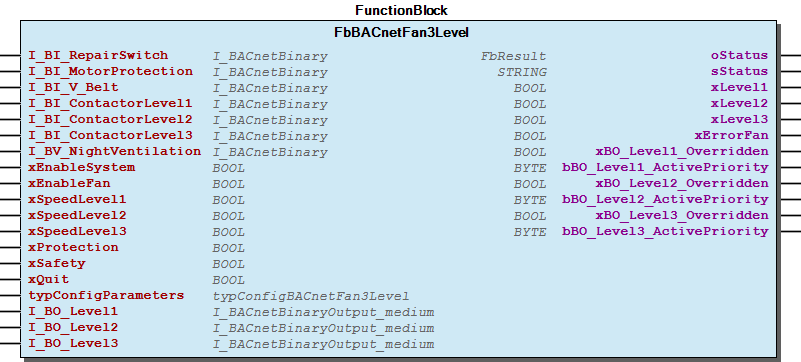 FunctionBlock
FbBACnetFan3Level
I_BI_RepairSwitch I_BACnetBinary FbResult oStatus
I_BI_MotorProtection I_BACnetBinary STRING sStatus
I_BI_V_Belt I_BACnetBinary BOOL xLevel1
I_BI_ContactorLevel1 I_BACnetBinary BOOL xLevel2
I_BI_ContactorLevel2 I_BACnetBinary BOOL xLevel3
I_BI_ContactorLevel3 I_BACnetBinary BOOL xErrorFan
I_BV_NightVentilation I_BACnetBinary BOOL xBO_Level1_Overridden
xEnableSystem BOOL BYTE bBO_Level1_ActivePriority
xEnableFan BOOL BOOL xBO_Level2_Overridden
xSpeedLevel1 BOOL BYTE bBO_Level2_ActivePriority
xSpeedLevel2 BOOL BOOL xBO_Level3_Overridden
xSpeedLevel3 BOOL BYTE bBO_Level3_ActivePriority
xProtection BOOL
xSafety BOOL
xQuit BOOL
typConfigParameters typConfigBACnetFan3Level
I_BO_Level1 I_BACnetBinaryOutput_medium
I_BO_Level2 I_BACnetBinaryOutput_medium
I_BO_Level3 I_BACnetBinaryOutput_medium